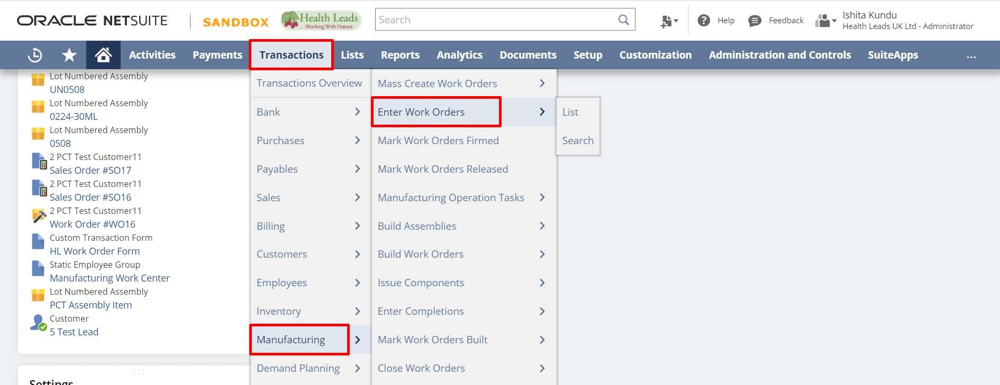 ORACLE NETSUITE
SANDBOX
Health Leads
...Working With Nature
Search
Help
Feedback
Ishita Kundu
Health Leads UK Ltd - Administrator
Activities
Payments
Transactions
Lists
Reports
Analytics
Documents
Setup
Customization
Administration and Controls
SuiteApps
...
Lot Numbered Assembly
UN0508
Lot Numbered Assembly
0224-30ML
Lot Numbered Assembly
0508
2 PCT Test Customer11
Sales Order #SO17
2 PCT Test Customer11
Sales Order #SO16
2 PCT Test Customer11
Work Order #WO16
Custom Transaction Form
HL Work Order Form
Static Employee Group
Manufacturing Work Center
Lot Numbered Assembly
PCT Assembly Item
Customer
5 Test Lead
Settings
Transactions Overview
Bank
Purchases
Payables
Sales
Billing
Customers
Employees
Inventory
Manufacturing
Demand Planning
Mass Create Work Orders
Enter Work Orders
Mark Work Orders Firmed
Mark Work Orders Released
Manufacturing Operation Tasks
Build Assemblies
Build Work Orders
Issue Components
Enter Completions
Mark Work Orders Built
Close Work Orders
List
Search